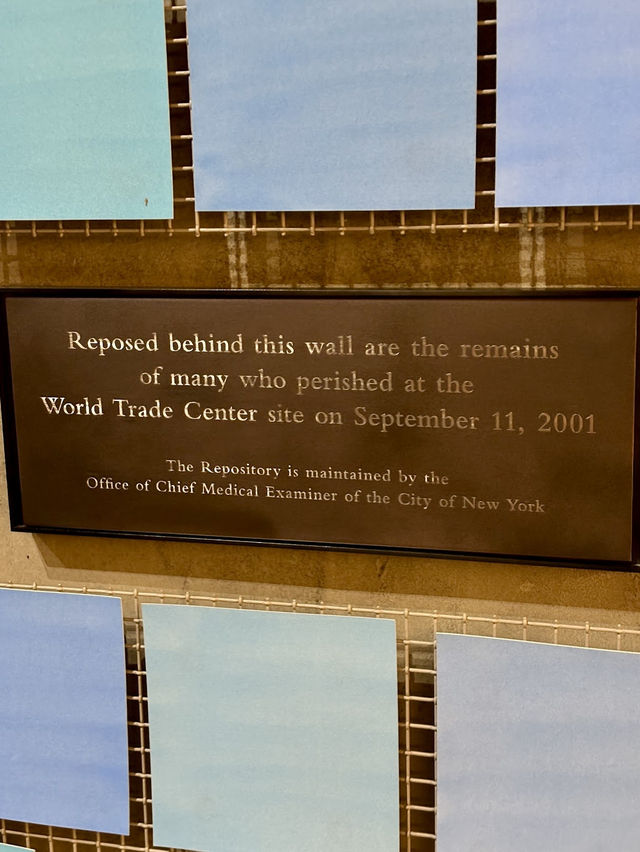 Reposed behind this wall are the remains
of many who perished at the
World Trade Center site on September 11, 2001
The Repository is maintained by the
Office of Chief Medical Examiner of the City of New York